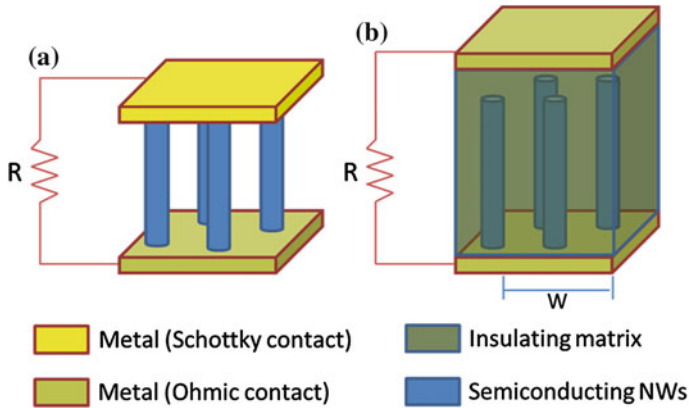 (a)
(b)
R
R
W
Metal (Schottky contact)
Insulating matrix
Metal (Ohmic contact)
Semiconducting NWs